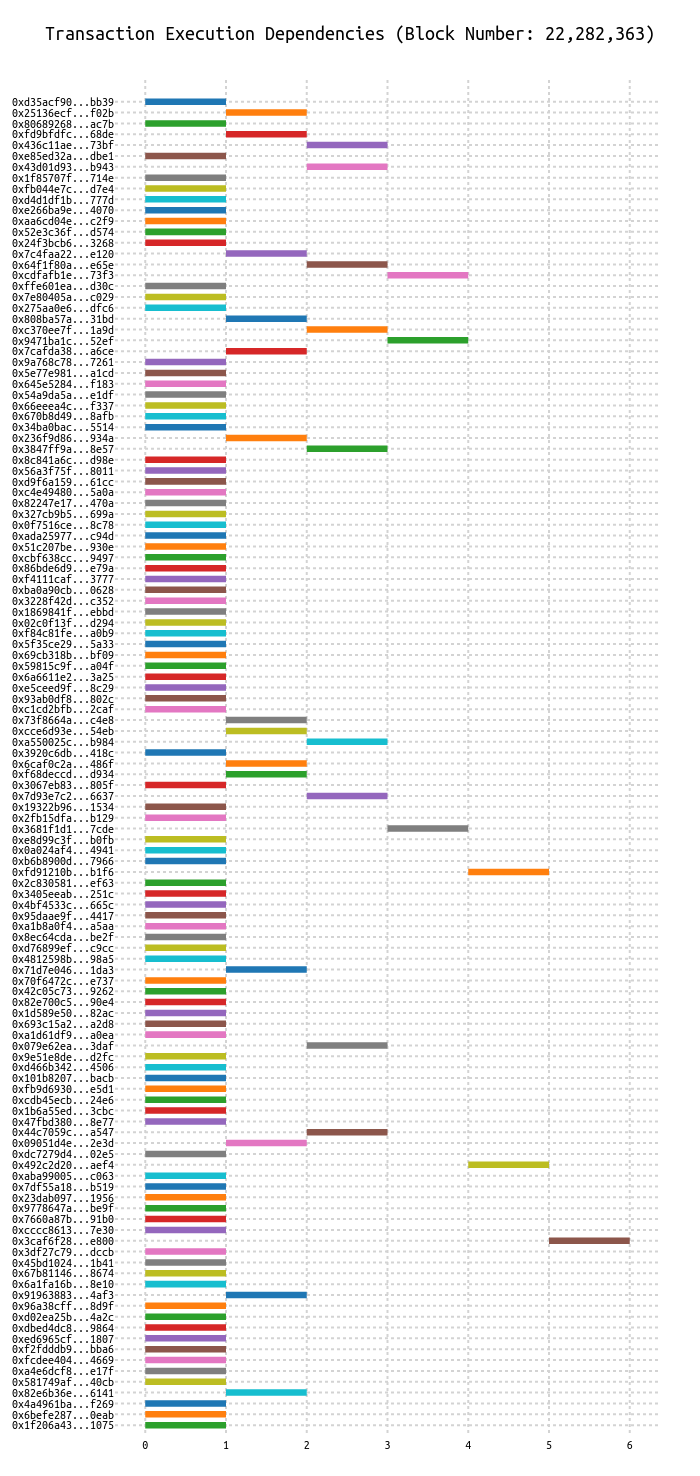 Transaction Execution Dependencies (Block Number: 22,282,363)
0xd35acf90...bb39
0x25136ecf...f02b
0x80689268...ac7b
0xfd9bfdfc...68de
0x436c11ae...73bf
0xe85ed32a...dbe1
0x43d01d93...b943
0x1f85707f...714e
0xfb044e7c...d7e4
0xd4d1df1b...777d
0xe266ba9e...4070
0xaa6cd04e...c2f9
0x52e3c36f...d574
0x24f3bcb6...3268
0x7c4faa22...e120
0x64f1f80a...e65e
0xcdfafb1e...73f3
0xffe601ea...d30c
0x7e80405a...c029
0x275aa0e6...dfc6
0x808ba57a...31bd
0xc370ee7f...1a9d
0x9471ba1c...52ef
0x7cafda38...a6ce
0x9a768c78...7261
0x5e77e981...a1cd
0x645e5284...f183
0x54a9da5a...e1df
0x66eeea4c...f337
0x670b8d49...8afb
0x34ba0bac...5514
0x236f9d86...934a
0x3847ff9a...8e57
0x8c841a6c...d98e
0x56a3f75f...8011
0xd9f6a159...61cc
0xc4e49480...5a0a
0x82247e17...470a
0x327cb9b5...699a
0x0f7516ce...8c78
0xada25977...c94d
0x51c207be...930e
0xcbf638cc...9497
0x86bde6d9...e79a
0xf4111caf...3777
0xba0a90cb...0628
0x3228f42d...c352
0x1869841f...ebbd
0x02c0f13f...d294
0xf84c81fe...a0b9
0x5f35ce29...5a33
0x69cb318b...bf09
0x59815c9f...a04f
0x6a6611e2...3a25
0xe5ceed9f...8c29
0x93ab0df8...802c
0xc1cd2bfb...2caf
0x73f8664a...c4e8
0xcce6d93e...54eb
0xa550025c...b984
0x3920c6db...418c
0x6caf0c2a...486f
0xf68deccd...d934
0x3067eb83...805f
0x7d93e7c2...6637
0x19322b96...1534
0x2fb15dfa...b129
0x3681f1d1...7cde
0xe8d99c3f...b0fb
0x0a024af4...4941
0xb6b8900d...7966
0xfd91210b...b1f6
0x2c830581...ef63
0x3405eeab...251c
0x4bf4533c...665c
0x95daae9f...4417
0xa1b8a0f4...a5aa
0x8ec64cda...be2f
0xd76899ef...c9cc
0x4812598b...98a5
0x71d7e046...1da3
0x70f6472c...e737
0x42c05c73...9262
0x82e700c5...90e4
0x1d589e50...82ac
0x693c15a2...a2d8
0xa1d61df9...a0ea
0x079e62ea...3daf
0x9e51e8de...d2fc
0xd466b342...4506
0x101b8207...bacb
0xfb9d6930...e5d1
0xcdb45ecb...24e6
0x1b6a55ed...3cbc
0x47fbd380...8e77
0x44c7059c...a547
0x09051d4e...2e3d
0xdc7279d4...02e5
0x492c2d20...aef4
0xaba99005...c063
0x7df55a18...b519
0x23dab097...1956
0x9778647a...be9f
0x7660a87b...91b0
0xcccc8613...7e30
0x3caf6f28...e800
0x3df27c79...dccb
0x45bd1024...1b41
0x67b81146...8674
0x6a1fa16b...8e10
0x91963883...4af3
0x96a38cff...8d9f
0xd02ea25b...4a2c
0xdbed4dc8...9864
0xed6965cf...1807
0xf2fdddb9...bba6
0xfcdee404...4669
0xa4e6dcf8...e17f
0x581749af...40cb
0x82e6b36e...6141
0x4a4961ba...f269
0x6befe287...0eab
0x1f206a43...1075
0 1 2 3 4 5 6